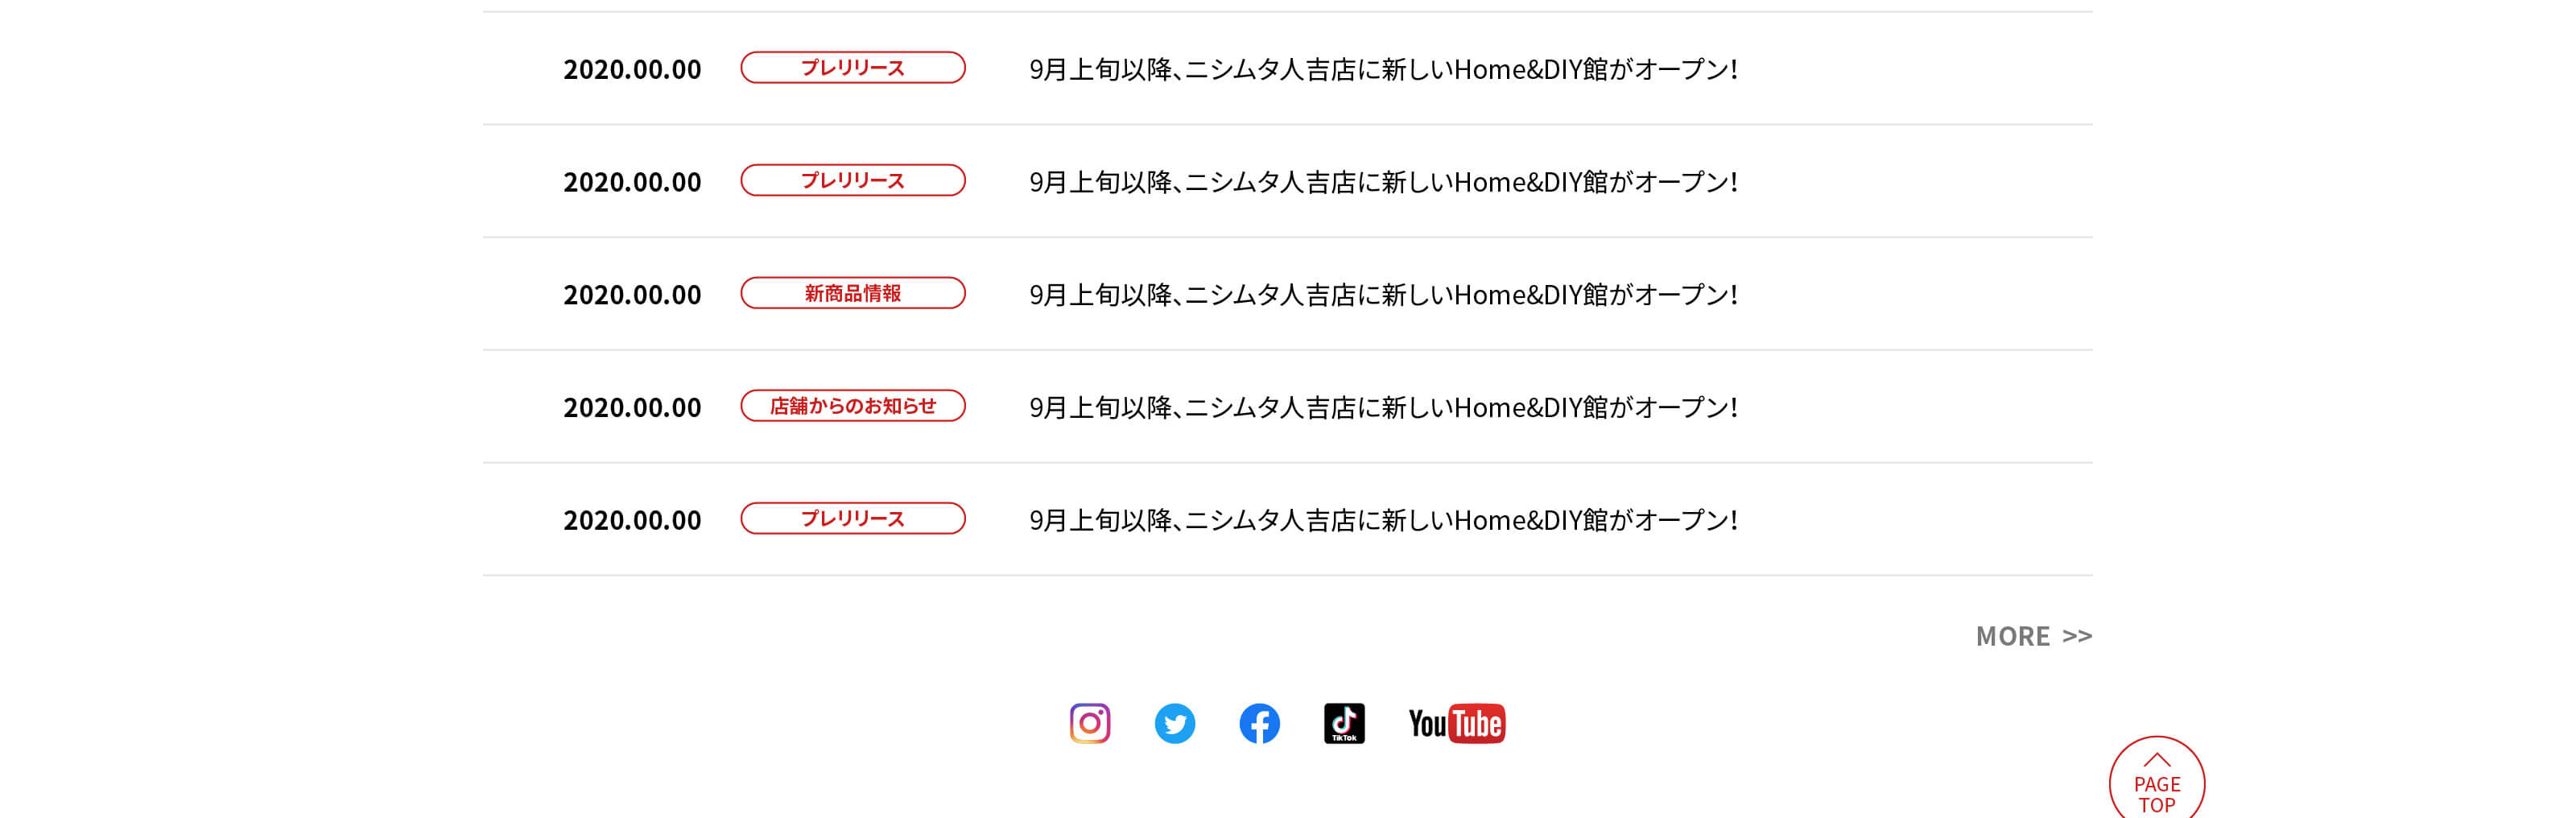 2020.00.00 プレリリース 9月上旬以降、ニシムタ人吉店に新しいHome&DIY館がオープン!
2020.00.00 プレリリース 9月上旬以降、ニシムタ人吉店に新しいHome&DIY館がオープン!
2020.00.00 新商品情報 9月上旬以降、ニシムタ人吉店に新しいHome&DIY館がオープン!
2020.00.00 店舗からのお知らせ 9月上旬以降、ニシムタ人吉店に新しいHome&DIY館がオープン!
2020.00.00 プレリリース 9月上旬以降、ニシムタ人吉店に新しいHome&DIY館がオープン!
MORE >>
TikTok YouTube
PAGE
TOP